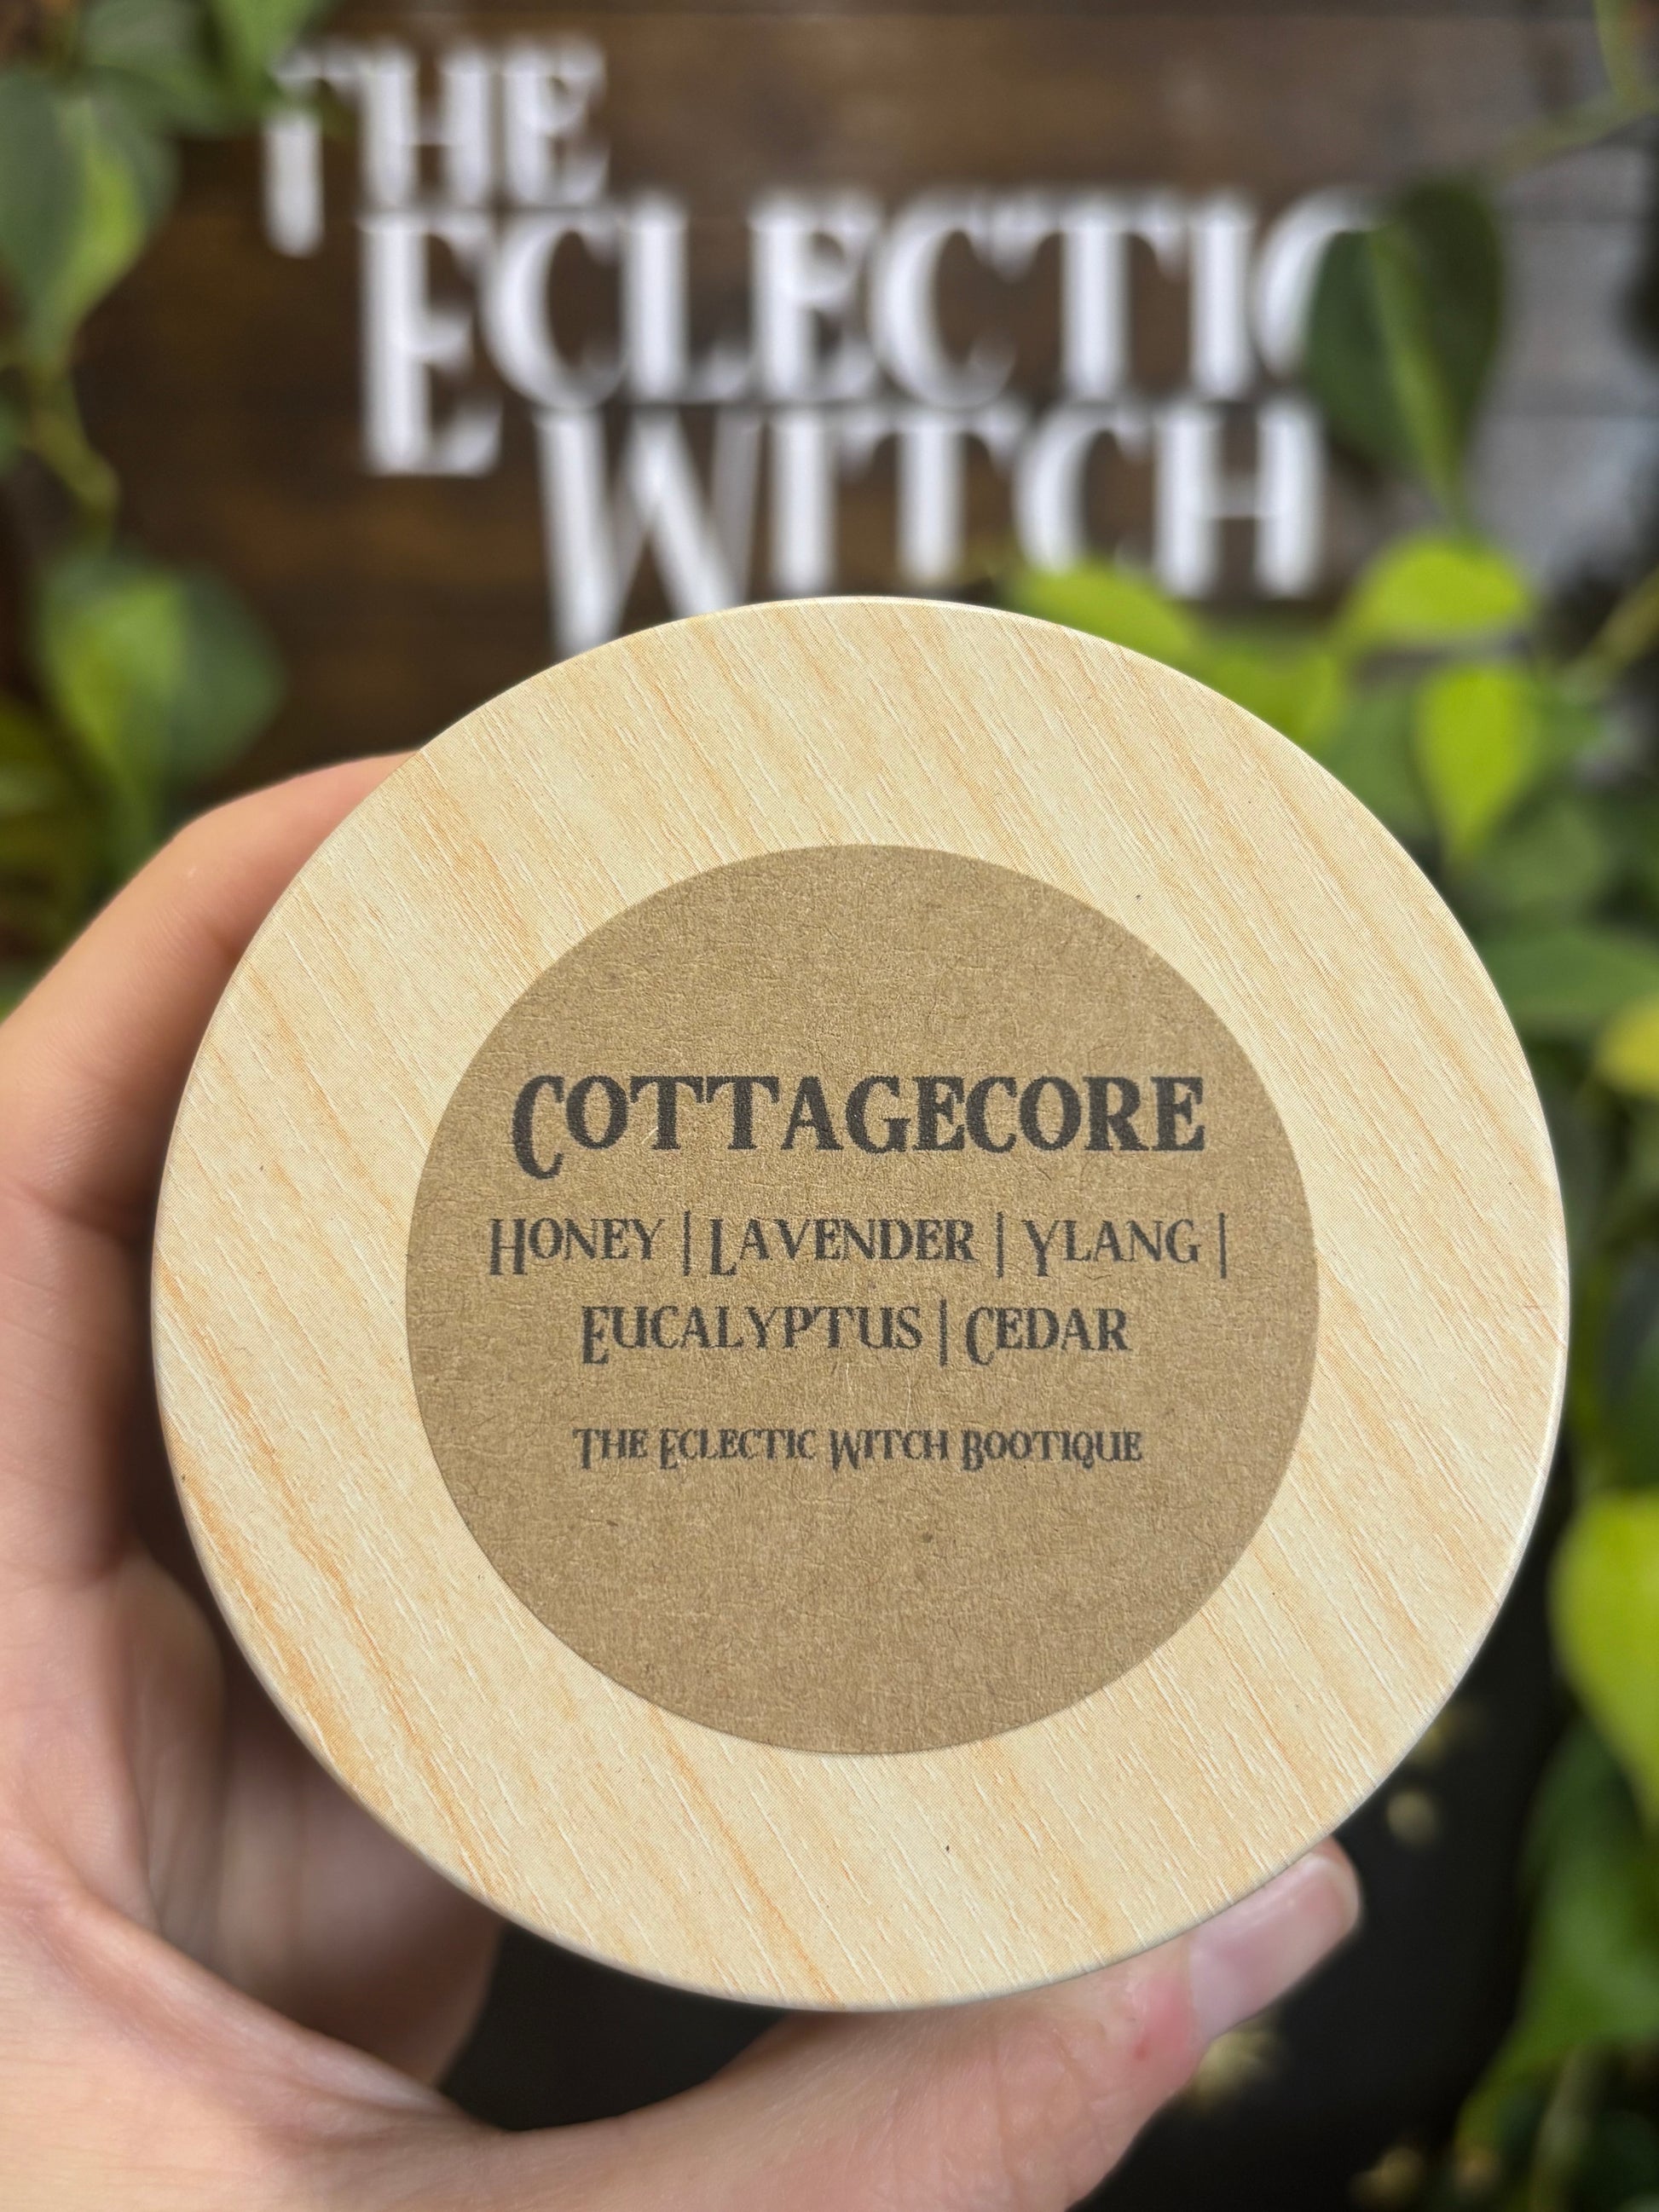 THE
ECLECTIC
WITCH
COTTAGECORE
HONEY | LAVENDER | YLANG |
EUCALYPTUS | CEDAR
THE ECLECTIC WITCH BOOTIQUE